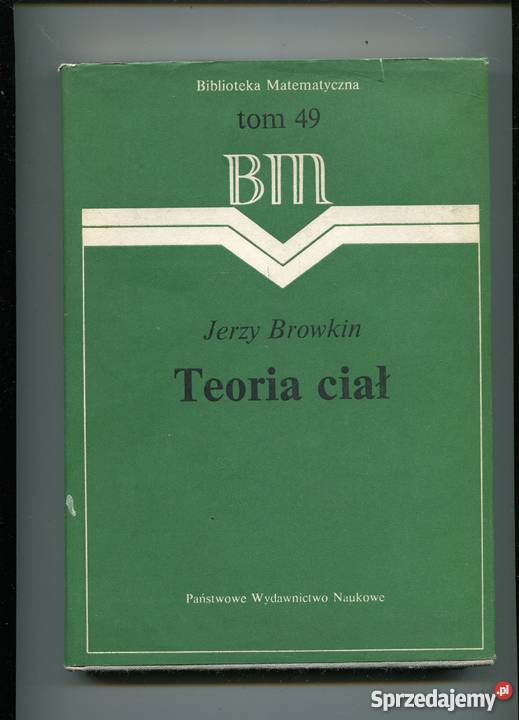 Biblioteka Matematyczna
tom 49
BM
Jerzy Browkin
Teoria ciał
Państwowe Wydawnictwo Naukowe
Sprzedajemy.pl